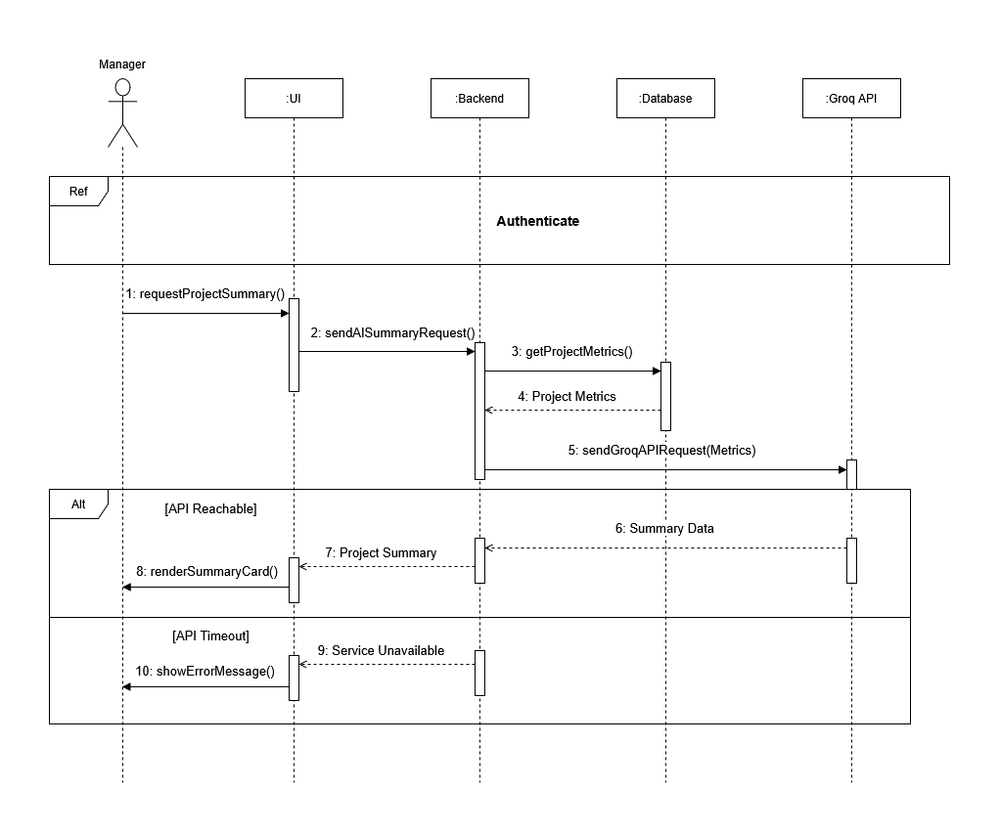 Manager
:UI
:Backend
:Database
:Groq API
Ref
Authenticate
1: requestProjectSummary()
2: sendAISummaryRequest()
3: getProjectMetrics()
4: Project Metrics
5: sendGroqAPIRequest(Metrics)
Alt
[API Reachable]
6: Summary Data
7: Project Summary
8: renderSummaryCard()
[API Timeout]
9: Service Unavailable
10: showErrorMessage()